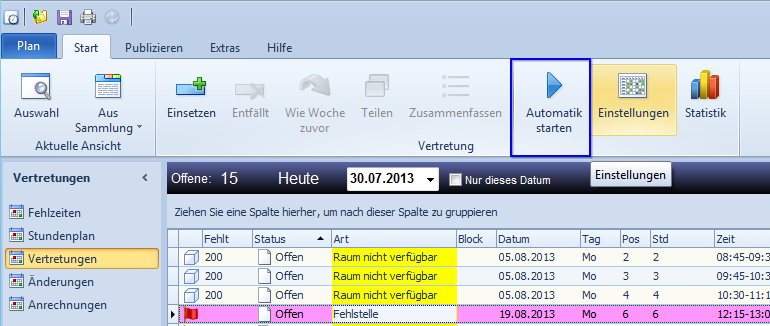 Plan Start Publizieren Extras Hilfe
Auswahl Aus Sammlung Einsetzen Entfällt Wie Woche zuvor Teilen Zusammenfassen Automatik starten Einstellungen Statistik
Aktuelle Ansicht Vertretung
Vertretungen Offene: 15 Heute 30.07.2013 Nur dieses Datum Einstellungen
Fehlzeiten
Stundenplan
Vertretungen
Änderungen
Anrechnungen
Ziehen Sie eine Spalte hierher, um nach dieser Spalte zu gruppieren
Fehlt Status Art Block Datum Tag Pos Std Zeit
200 Offen Raum nicht verfügbar 05.08.2013 Mo 2 2 08:45-09:3
200 Offen Raum nicht verfügbar 05.08.2013 Mo 3 3 09:45-10:3
200 Offen Raum nicht verfügbar 05.08.2013 Mo 4 4 10:30-11:1
Offen Fehlstelle 19.08.2013 Mo 6 6 12:15-13:0